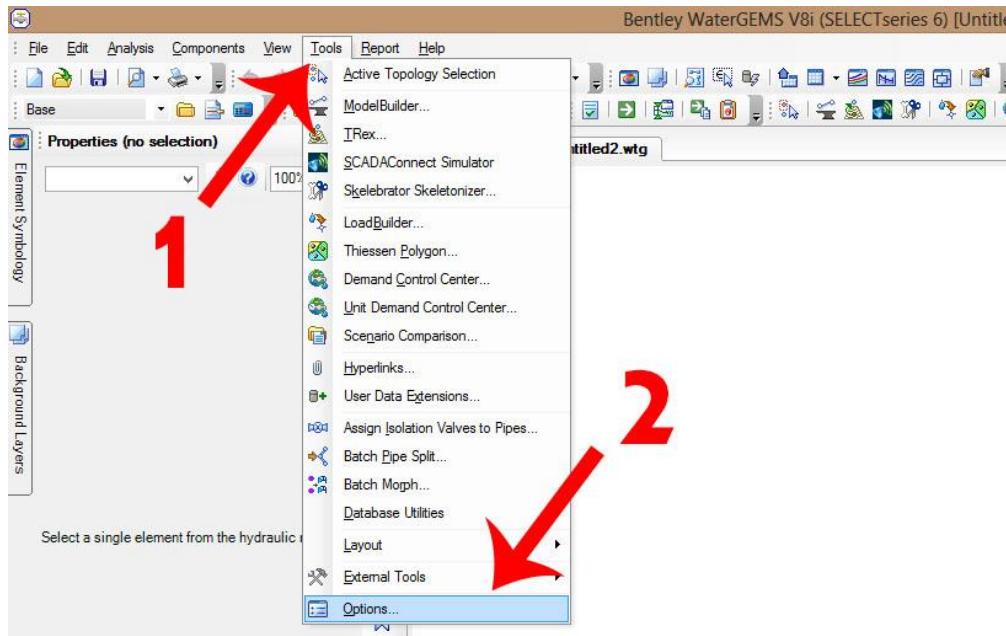 Bentley WaterGEMS V8i (SELECTseries 6) [Untitle
File Edit Analysis Components View Tools Report Help
Base
Properties (no selection)
100%
ntitled2.wtg
Element Symbology
Background Layers
Active Topology Selection
ModelBuilder...
TRex...
SCADAConnect Simulator
Skelebrator Skeletonizer...
LoadBuilder...
Thiessen Polygon...
Demand Control Center...
Unit Demand Control Center...
Scenario Comparison...
Hyperlinks...
User Data Extensions...
Assign Isolation Valves to Pipes...
Batch Pipe Split...
Batch Morph...
Database Utilities
Layout
External Tools
Options...
Select a single element from the hydraulic
1
2